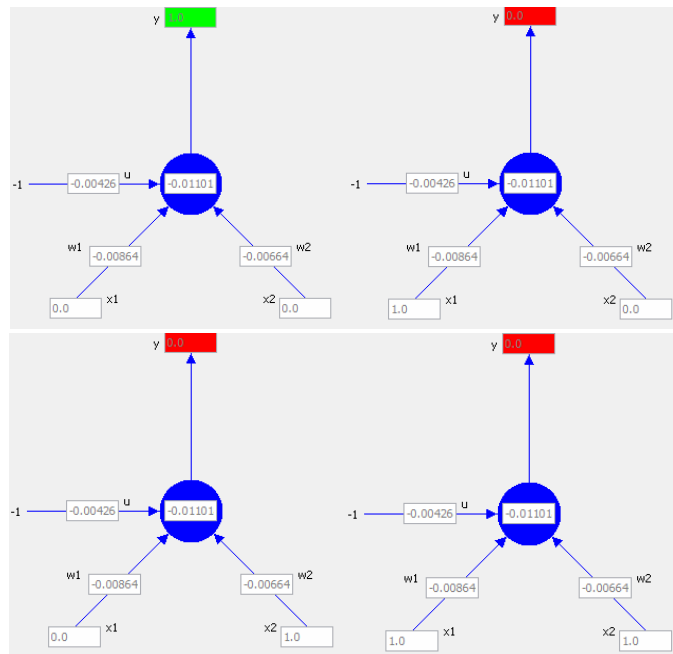 y 1.0
-1 -0.00426 u -0.01101
w1 -0.00864 -0.00664 w2
0.0 x1 x2 0.0
y 0.0
-1 -0.00426 u -0.01101
w1 -0.00864 -0.00664 w2
1.0 x1 x2 0.0
y 0.0
-1 -0.00426 u -0.01101
w1 -0.00864 -0.00664 w2
0.0 x1 x2 1.0
y 0.0
-1 -0.00426 u -0.01101
w1 -0.00864 -0.00664 w2
1.0 x1 x2 1.0